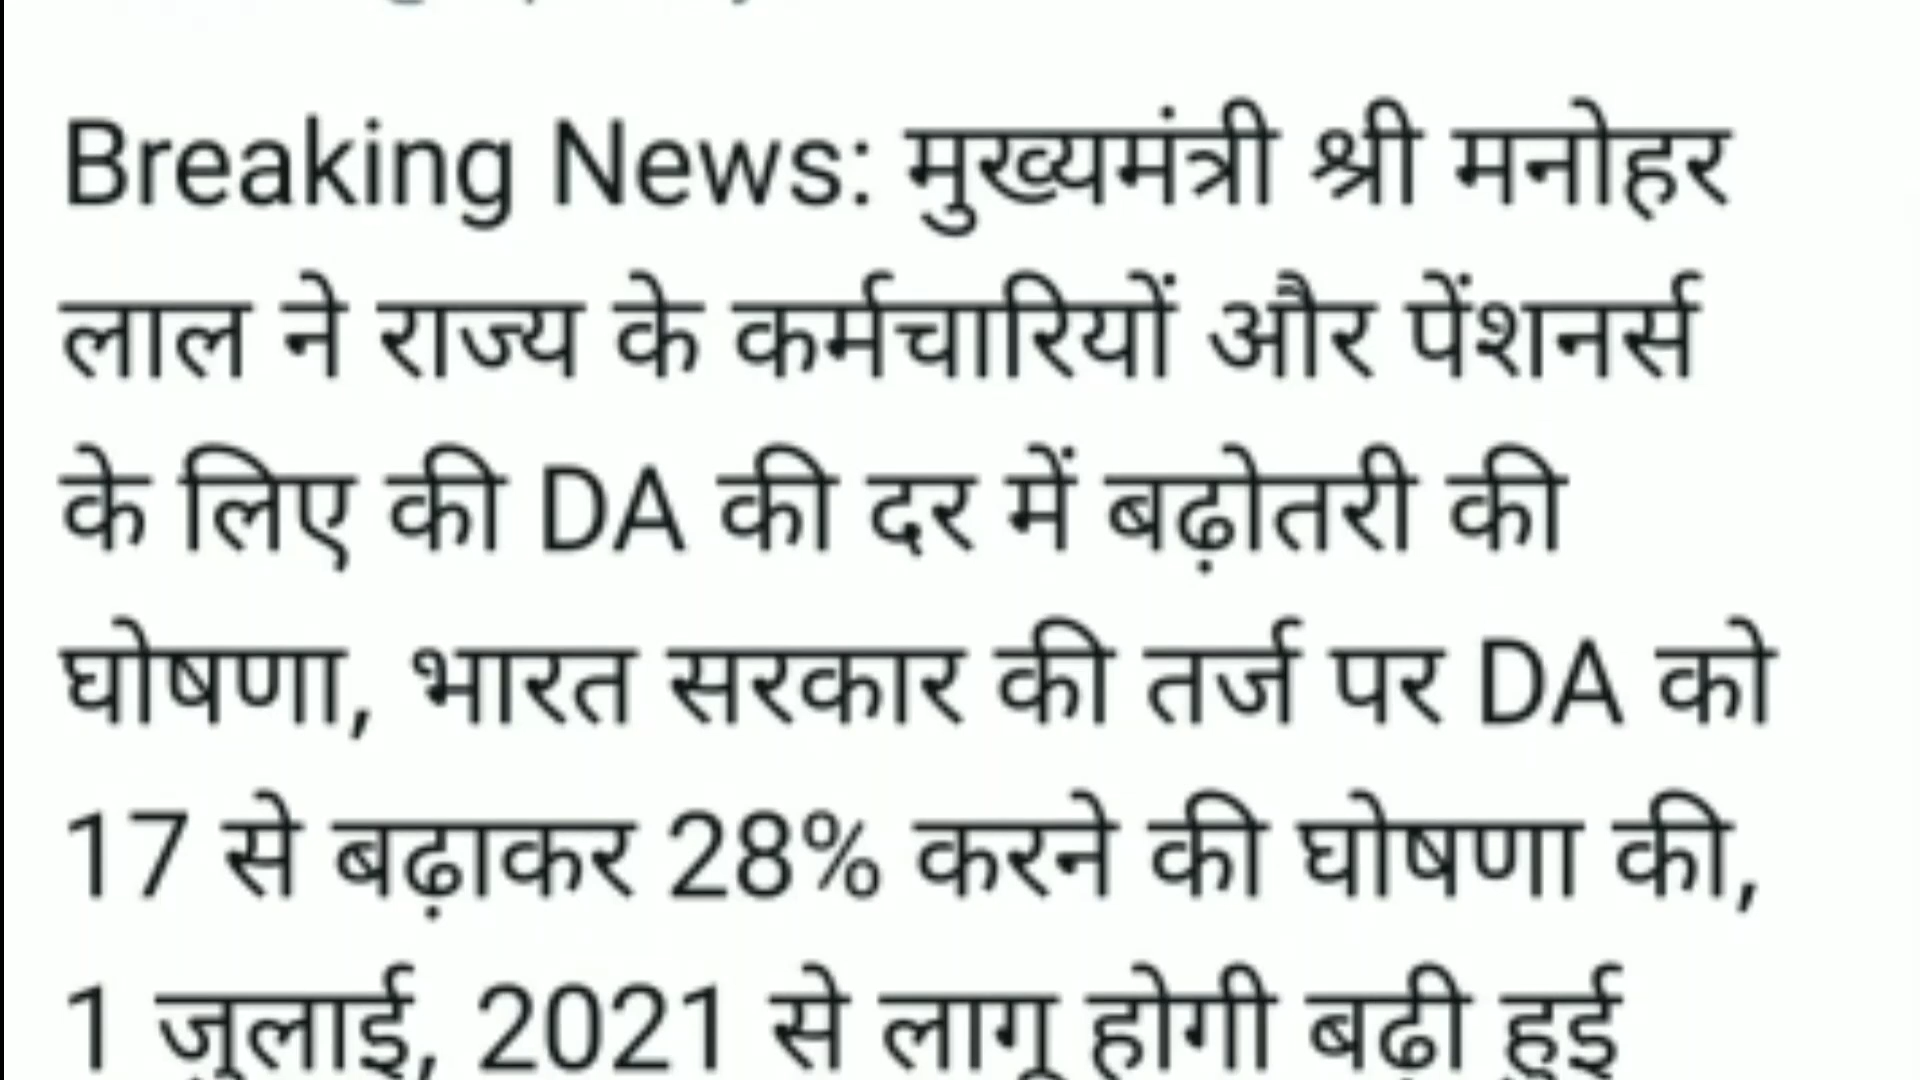 Breaking News: मुख्यमंत्री श्री मनोहर
लाल ने राज्य के कर्मचारियों और पेंशनर्स
के लिए की DA की दर में बढ़ोतरी की
घोषणा, भारत सरकार की तर्ज पर DA को
17 से बढ़ाकर 28% करने की घोषणा की,
1 जुलाई, 2021 से लागू होगी बढ़ी हुई